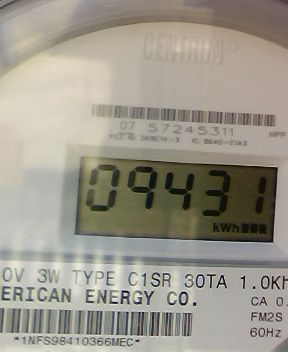 CENTRON®
07 57245311
HPP
09431
kWh
0V 3W TYPE C1SR 30TA 1.0Kh
ERICAN ENERGY CO.
CA 0.
FM2S
60Hz
*1NFS98410366MEC*